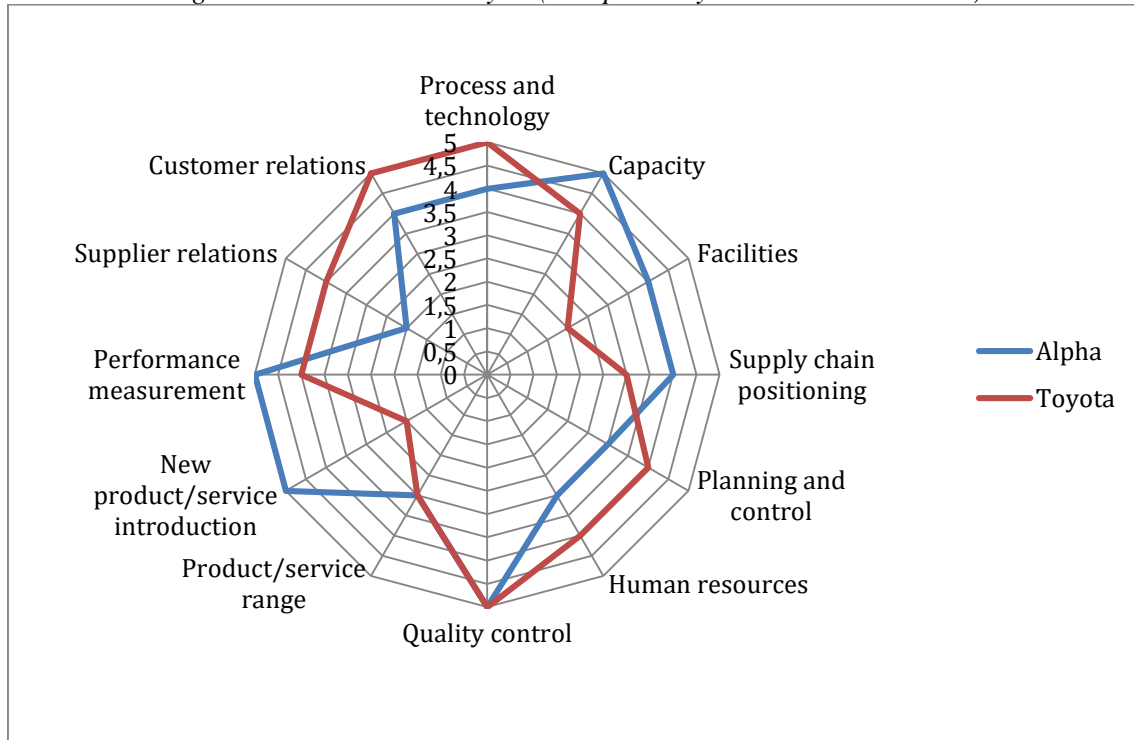 Process and
technology
Customer relations
Capacity
Supplier relations
Facilities
Performance
measurement
Supply chain
positioning
New
product/service
introduction
Planning and
control
Product/service
range
Human resources
Quality control
5
4,5
4
3,5
3
2,5
2
1,5
1
0,5
0
Alpha
Toyota